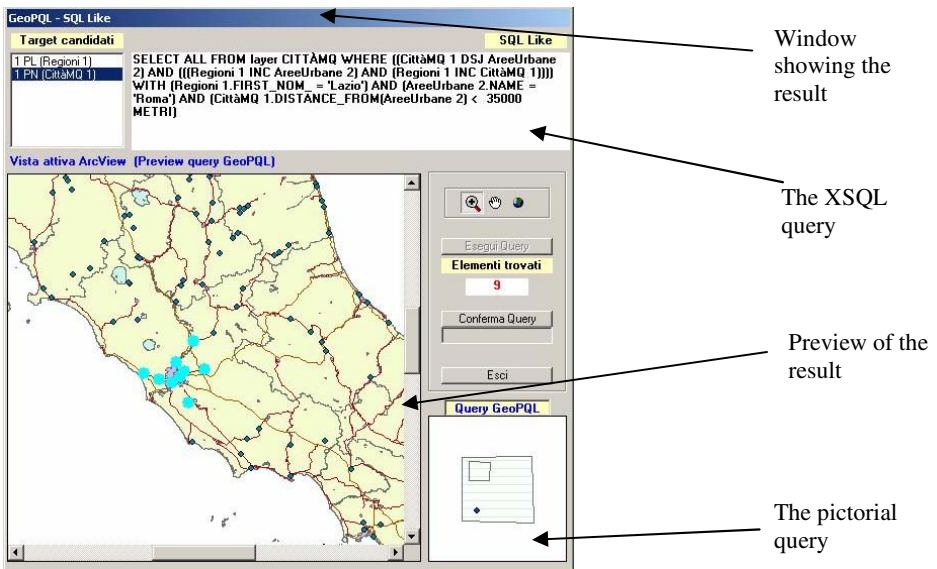 GeoPQL - SQL Like
Target candidati
SQL Like
1 PL (Regioni 1)
1 PN (CittàMQ 1)
SELECT ALL FROM layer CITTÀMQ WHERE ((CittàMQ 1 DSJ AreeUrbane
2) AND (((Regioni 1 INC AreeUrbane 2) AND (Regioni 1 INC CittàMQ 1))))
WITH (Regioni 1.FIRST_NOM_ = 'Lazio') AND (AreeUrbane 2.NAME =
'Roma') AND (CittàMQ 1.DISTANCE_FROM(AreeUrbane 2) < 35000
METRI)
Vista attiva ArcView (Preview query GeoPQL)
Esegui Query
Elementi trovati
9
Conferma Query
Esci
Query GeoPQL
Window
showing the
result
The XSQL
query
Preview of the
result
The pictorial
query